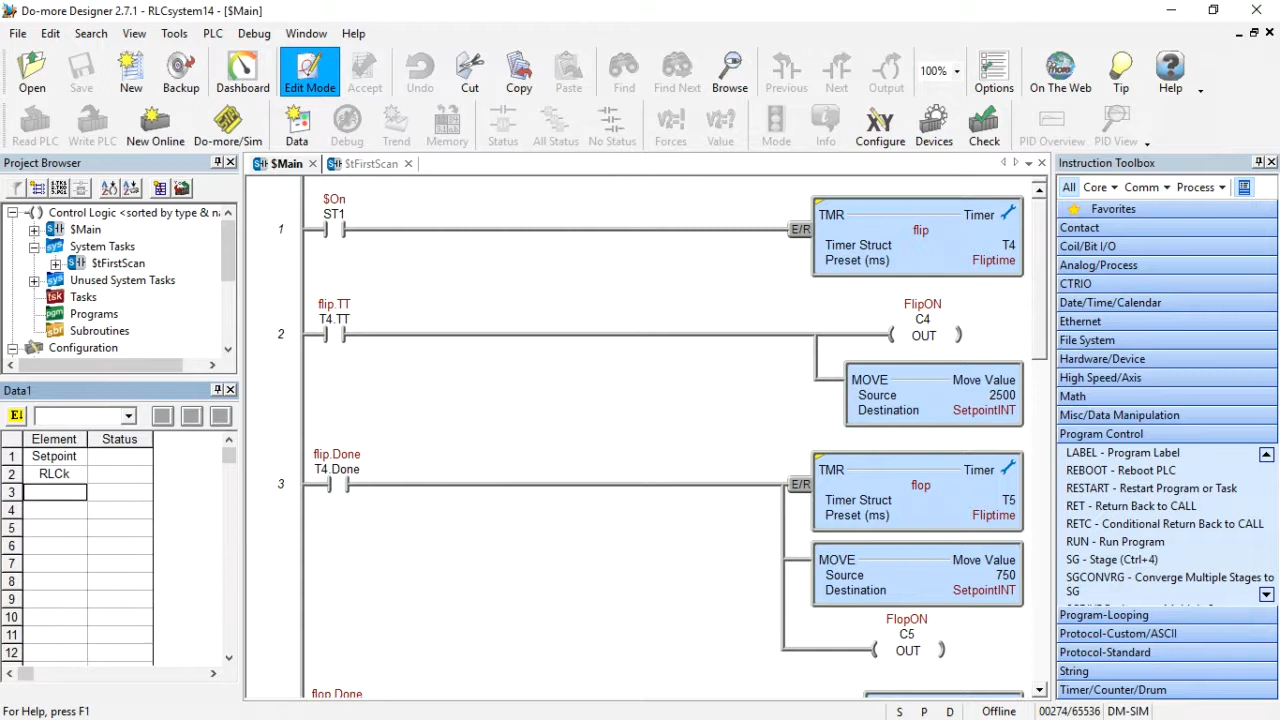 Do-more Designer 2.7.1 - RLCsystem14 - [$Main]
File Edit Search View Tools PLC Debug Window Help
Open Save New Backup Dashboard Edit Mode Accept Undo Cut Copy Paste Find Find Next Browse Previous Next Output 100% Options On The Web Tip Help
Read PLC Write PLC New Online Do-more/Sim Data Debug Trend Memory Status All Status No Status Forces Values Mode Info Configure Devices Check PID Overview PID View
Project Browser
Control Logic <sorted by type & n
$Main
System Tasks
$tFirstScan
Unused System Tasks
Tasks
Programs
Subroutines
Configuration
Data1
Element Status
1 Setpoint
2 RLCk
3
4
5
6
7
8
9
10
11
12
$Main $tFirstScan
$On
ST1
1
E/R
TMR Timer
flip
Timer Struct T4
Preset (ms) Fliptime
flip.TT
T4.TT
2
FlipON
C4
OUT
MOVE Move Value
Source 2500
Destination SetpointINT
flip.Done
T4.Done
3
E/R
TMR Timer
flop
Timer Struct T5
Preset (ms) Fliptime
MOVE Move Value
Source 750
Destination SetpointINT
FlopON
C5
OUT
flop.Done
Instruction Toolbox
All Core Comm Process
Favorites
Contact
Coil/Bit I/O
Analog/Process
CTRIO
Date/Time/Calendar
Ethernet
File System
Hardware/Device
High Speed/Axis
Math
Misc/Data Manipulation
Program Control
LABEL - Program Label
REBOOT - Reboot PLC
RESTART - Restart Program or Task
RET - Return Back to CALL
RETC - Conditional Return Back to CALL
RUN - Run Program
SG - Stage (Ctrl+4)
SGCONVRG - Converge Multiple Stages to
SG
Program-Looping
Protocol-Custom/ASCII
Protocol-Standard
String
Timer/Counter/Drum
For Help, press F1
S P D Offline 00274/65536 DM-SIM